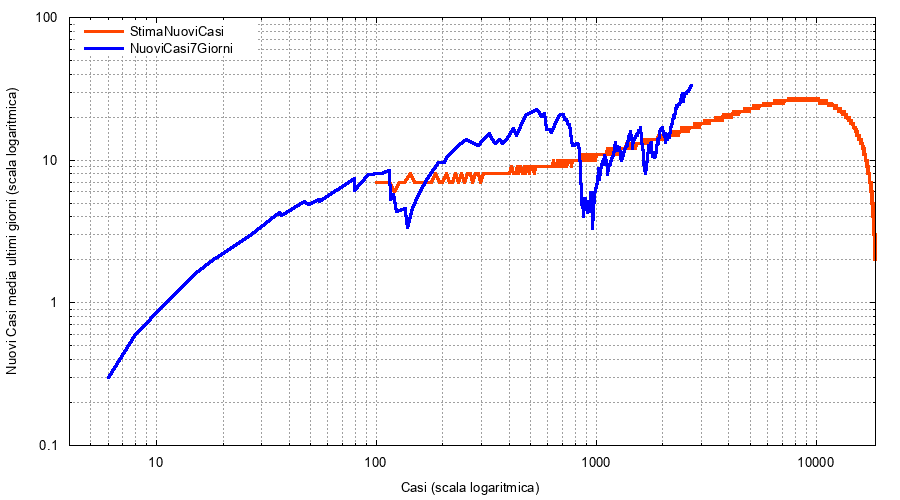 100
10
1
0.1
StimaNuoviCasi
NuoviCasi7Giorni
Nuovi Casi media ultimi giorni (scala logaritmica)
10
100
1000
10000
Casi (scala logaritmica)